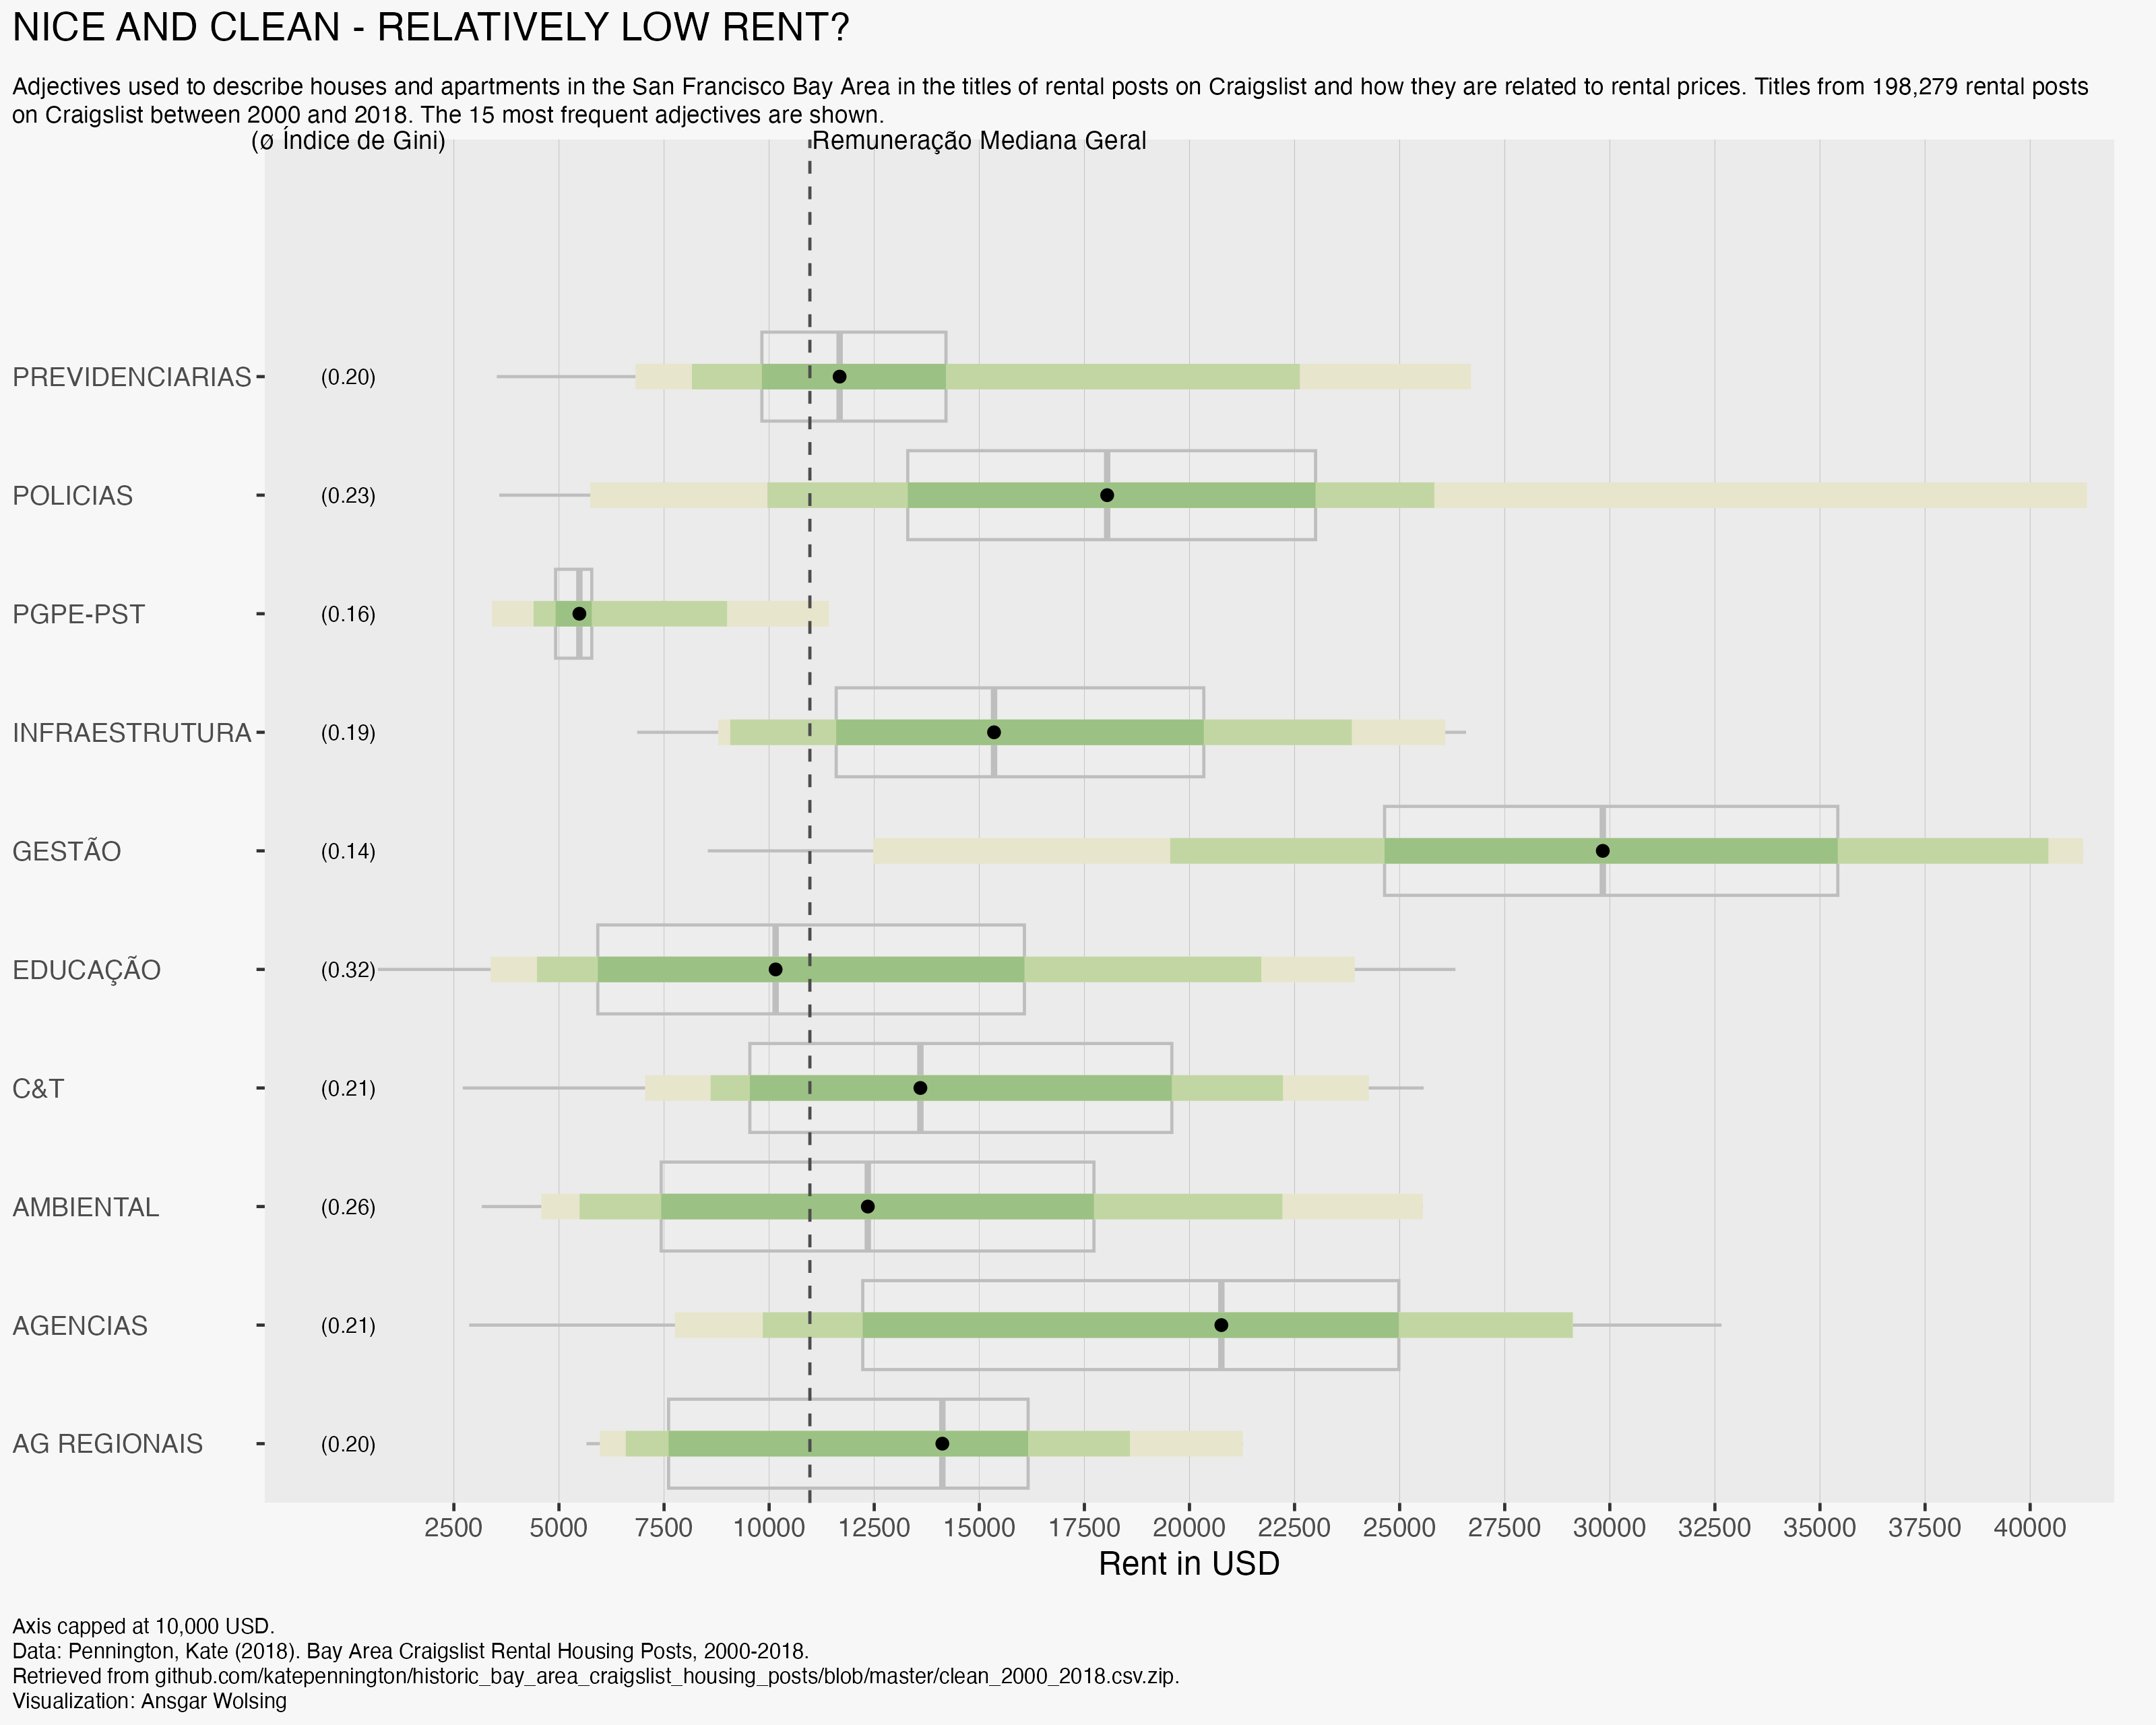 NICE AND CLEAN - RELATIVELY LOW RENT?
Adjectives used to describe houses and apartments in the San Francisco Bay Area in the titles of rental posts on Craigslist and how they are related to rental prices. Titles from 198,279 rental posts
on Craigslist between 2000 and 2018. The 15 most frequent adjectives are shown.
(ø Índice de Gini) Remuneração Mediana Geral
PREVIDENCIARIAS (0.20)
POLICIAS (0.23)
PGPE-PST (0.16)
INFRAESTRUTURA (0.19)
GESTÃO (0.14)
EDUCAÇÃO (0.32)
C&T (0.21)
AMBIENTAL (0.26)
AGENCIAS (0.21)
AG REGIONAIS (0.20)
2500 5000 7500 10000 12500 15000 17500 20000 22500 25000 27500 30000 32500 35000 37500 40000
Rent in USD
Axis capped at 10,000 USD.
Data: Pennington, Kate (2018). Bay Area Craigslist Rental Housing Posts, 2000-2018.
Retrieved from github.com/katepennington/historic_bay_area_craigslist_housing_posts/blob/master/clean_2000_2018.csv.zip.
Visualization: Ansgar Wolsing